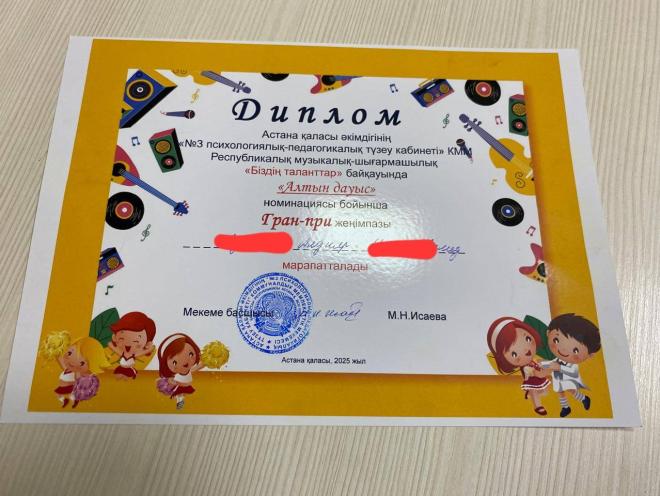 Диплом
Астана қаласы әкімдігінің
«№3 психологиялық-педагогикалық түзеу кабинеті» КММ
Республикалық музыкалық-шығармашылық
«Біздің таланттар» байқауында
«Алтын дауыс»
номинациясы бойынша
Гран-при жеңімпазы
марапатталады
Мекеме басшысы М.Н.Исаева
Астана қаласы, 2025 жыл